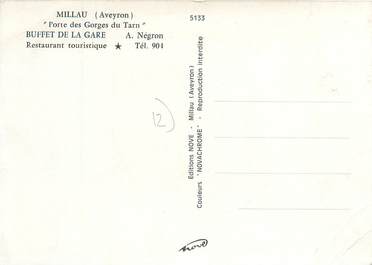 MILLAU (Aveyron)
"Porte des Gorges du Tarn"
BUFFET DE LA GARE A. Négron
Restaurant touristique ★ Tél. 901
5133
12)
Editions NOVE - Millau (Aveyron)
Couleurs "NOVACHROME" - Reproduction interdite
nove